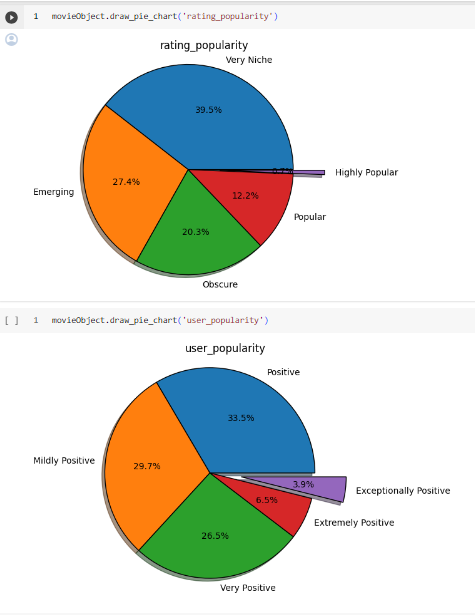 1 movieObject.draw_pie_chart('rating_popularity')
rating_popularity
Very Niche
39.5%
Highly Popular
Emerging
27.4%
12.2%
Popular
20.3%
Obscure
[ ] 1 movieObject.draw_pie_chart('user_popularity')
user_popularity
Positive
33.5%
Mildly Positive
29.7%
3.9%
Exceptionally Positive
6.5%
Extremely Positive
26.5%
Very Positive